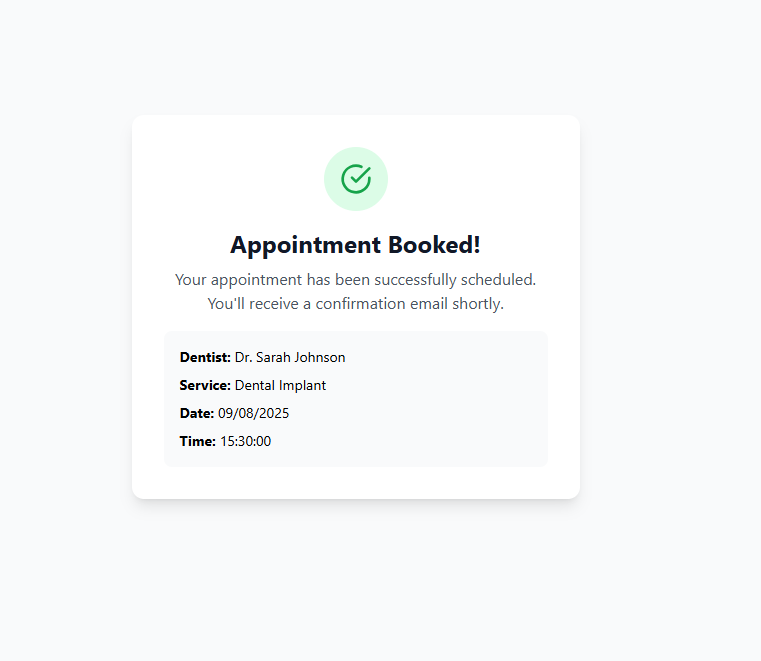 Appointment Booked!
Your appointment has been successfully scheduled.
You'll receive a confirmation email shortly.
Dentist: Dr. Sarah Johnson
Service: Dental Implant
Date: 09/08/2025
Time: 15:30:00